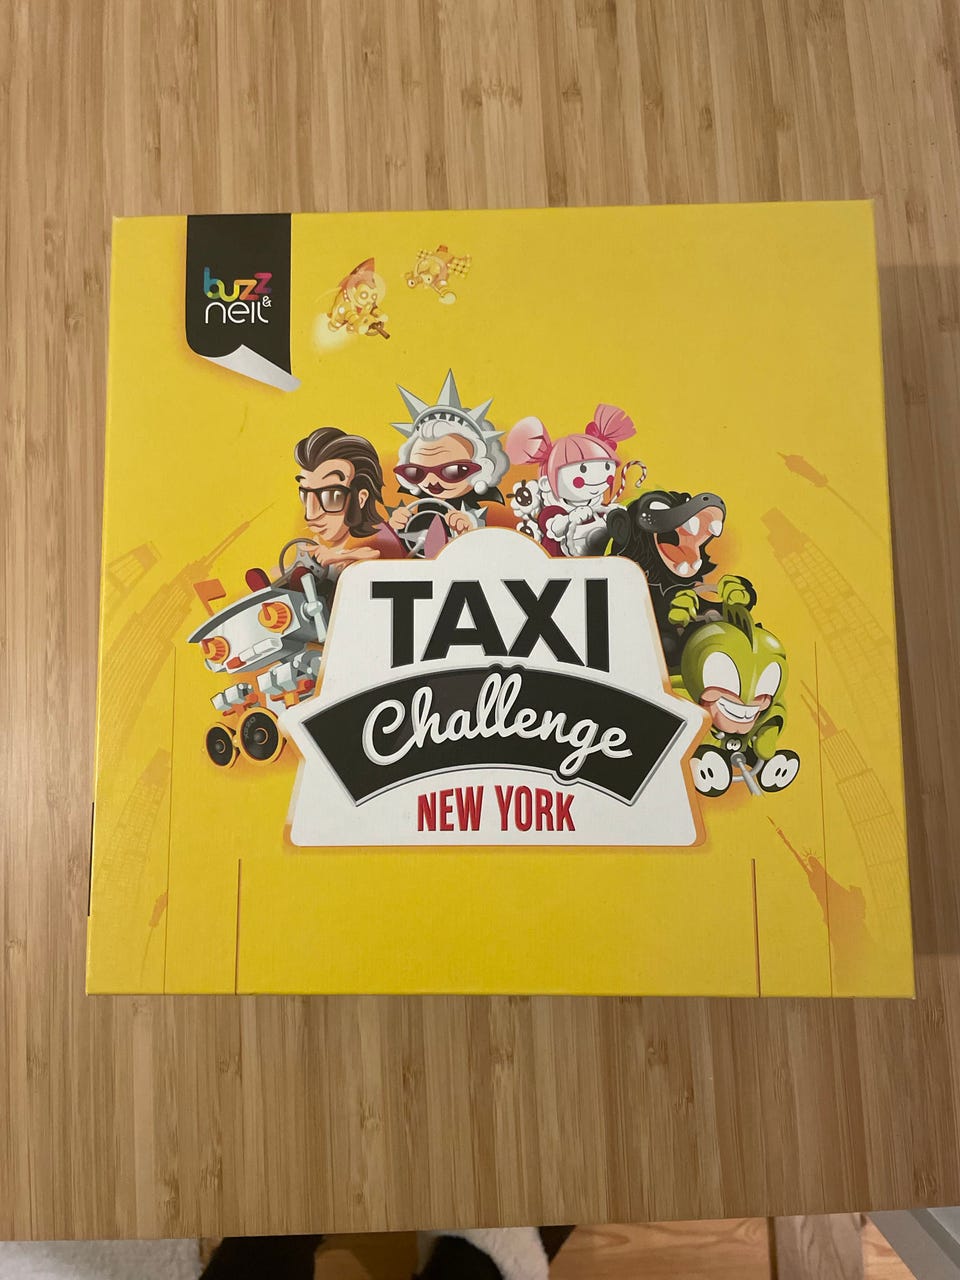 buzz
&
neil
TAXI
Challenge
NEW YORK